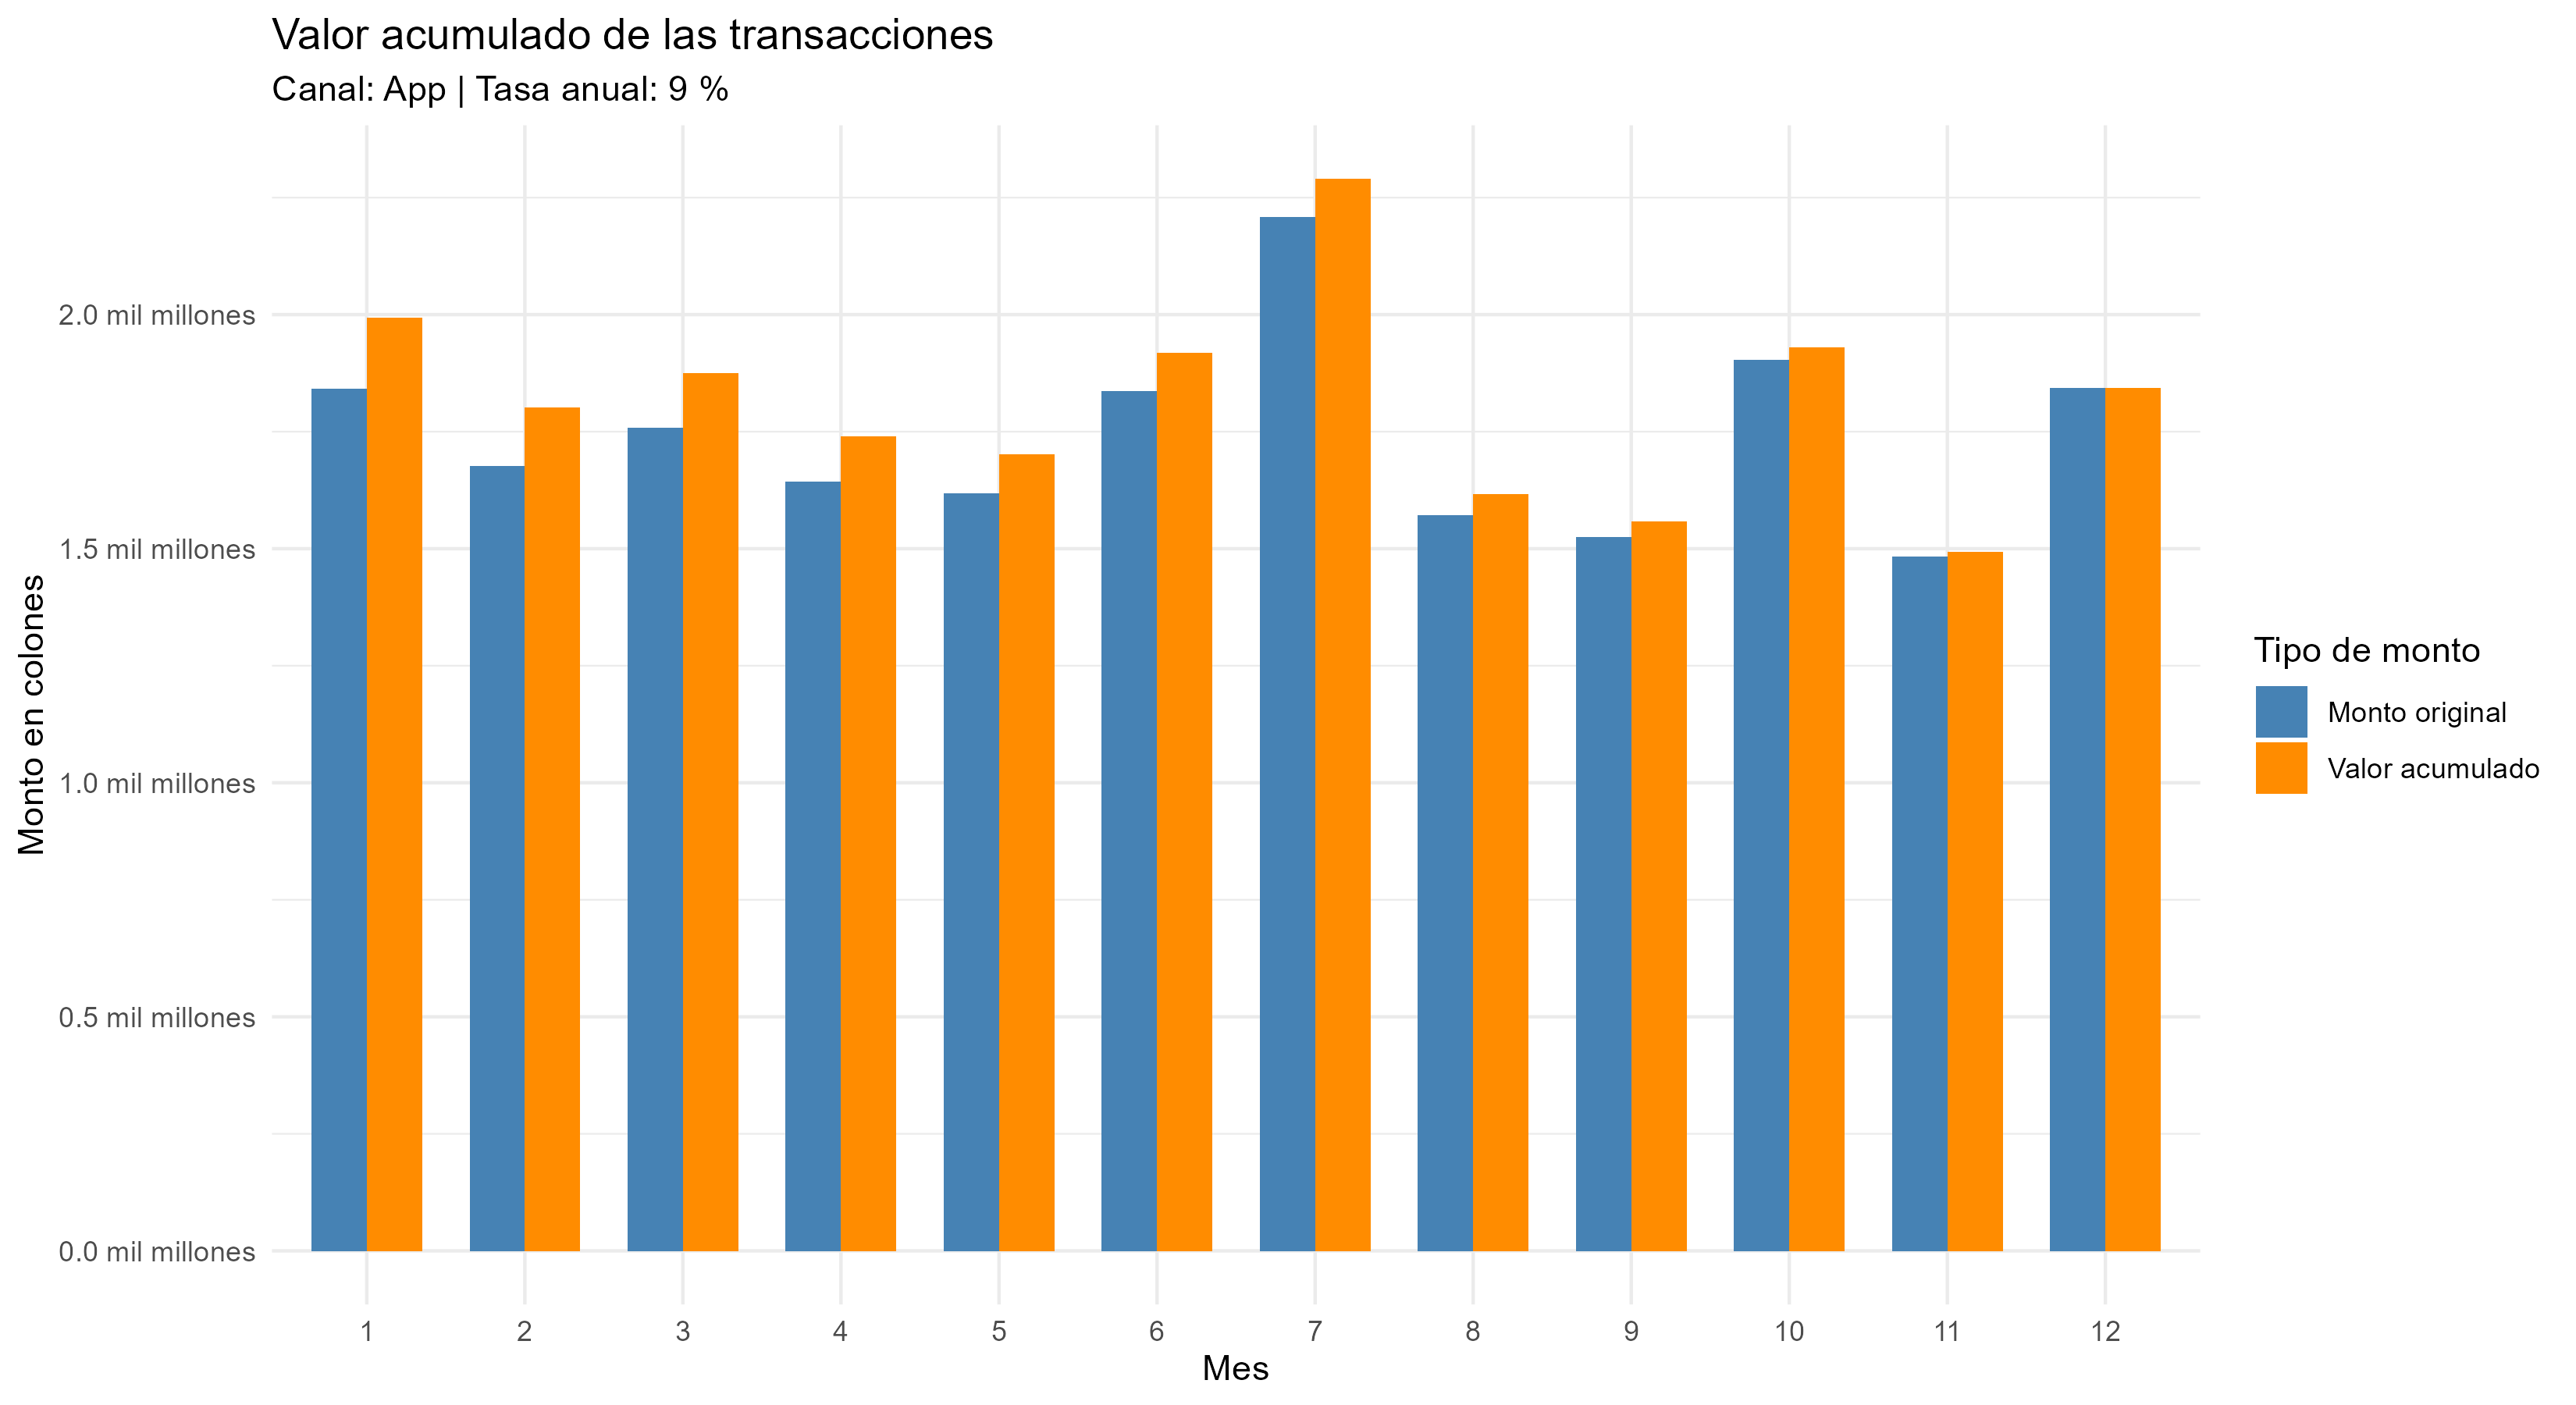 Valor acumulado de las transacciones
Canal: App | Tasa anual: 9 %
Monto en colones
2.0 mil millones
1.5 mil millones
1.0 mil millones
0.5 mil millones
0.0 mil millones
1 2 3 4 5 6 7 8 9 10 11 12
Mes
Tipo de monto
Monto original
Valor acumulado